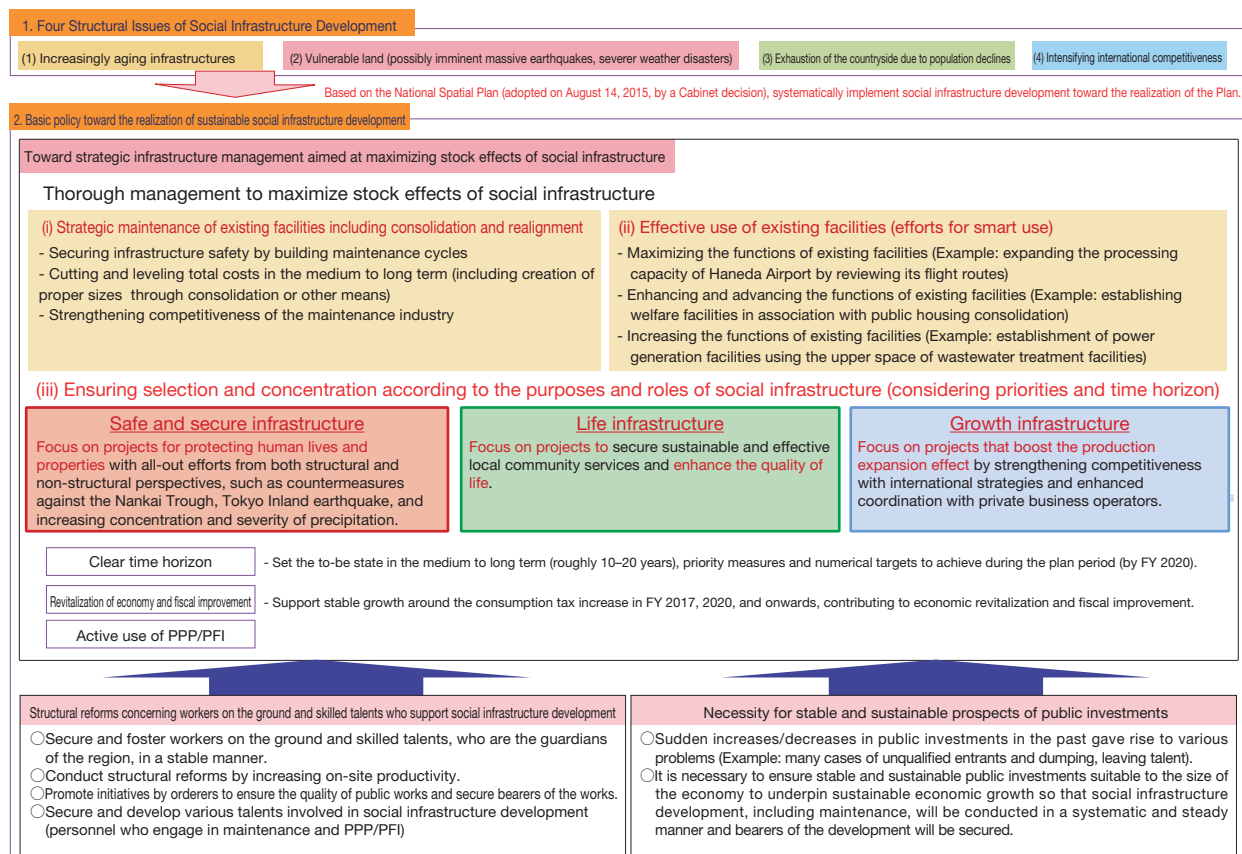 1. Four Structural Issues of Social Infrastructure Development
(1) Increasingly aging infrastructures
(2) Vulnerable land (possibly imminent massive earthquakes, severer weather disasters)
(3) Exhaustion of the countryside due to population declines
(4) Intensifying international competitiveness
Based on the National Spatial Plan (adopted on August 14, 2015, by a Cabinet decision), systematically implement social infrastructure development toward the realization of the Plan.
2. Basic policy toward the realization of sustainable social infrastructure development
Toward strategic infrastructure management aimed at maximizing stock effects of social infrastructure
Thorough management to maximize stock effects of social infrastructure
(i) Strategic maintenance of existing facilities including consolidation and realignment
- Securing infrastructure safety by building maintenance cycles
- Cutting and leveling total costs in the medium to long term (including creation of
proper sizes through consolidation or other means)
- Strengthening competitiveness of the maintenance industry
(ii) Effective use of existing facilities (efforts for smart use)
- Maximizing the functions of existing facilities (Example: expanding the processing
capacity of Haneda Airport by reviewing its flight routes)
- Enhancing and advancing the functions of existing facilities (Example: establishing
welfare facilities in association with public housing consolidation)
- Increasing the functions of existing facilities (Example: establishment of power
generation facilities using the upper space of wastewater treatment facilities)
(iii) Ensuring selection and concentration according to the purposes and roles of social infrastructure (considering priorities and time horizon)
Safe and secure infrastructure
Focus on projects for protecting human lives and
properties with all-out efforts from both structural and
non-structural perspectives, such as countermeasures
against the Nankai Trough, Tokyo Inland earthquake, and
increasing concentration and severity of precipitation.
Life infrastructure
Focus on projects to secure sustainable and effective
local community services and enhance the quality of
life.
Growth infrastructure
Focus on projects that boost the production
expansion effect by strengthening competitiveness
with international strategies and enhanced
coordination with private business operators.
Clear time horizon
- Set the to-be state in the medium to long term (roughly 10–20 years), priority measures and numerical targets to achieve during the plan period (by FY 2020).
Revitalization of economy and fiscal improvement
- Support stable growth around the consumption tax increase in FY 2017, 2020, and onwards, contributing to economic revitalization and fiscal improvement.
Active use of PPP/PFI
Structural reforms concerning workers on the ground and skilled talents who support social infrastructure development
○Secure and foster workers on the ground and skilled talents, who are the guardians
of the region, in a stable manner.
○Conduct structural reforms by increasing on-site productivity.
○Promote initiatives by orderers to ensure the quality of public works and secure bearers of the works.
○Secure and develop various talents involved in social infrastructure development
(personnel who engage in maintenance and PPP/PFI)
Necessity for stable and sustainable prospects of public investments
○Sudden increases/decreases in public investments in the past gave rise to various
problems (Example: many cases of unqualified entrants and dumping, leaving talent).
○It is necessary to ensure stable and sustainable public investments suitable to the size of
the economy to underpin sustainable economic growth so that social infrastructure
development, including maintenance, will be conducted in a systematic and steady
manner and bearers of the development will be secured.